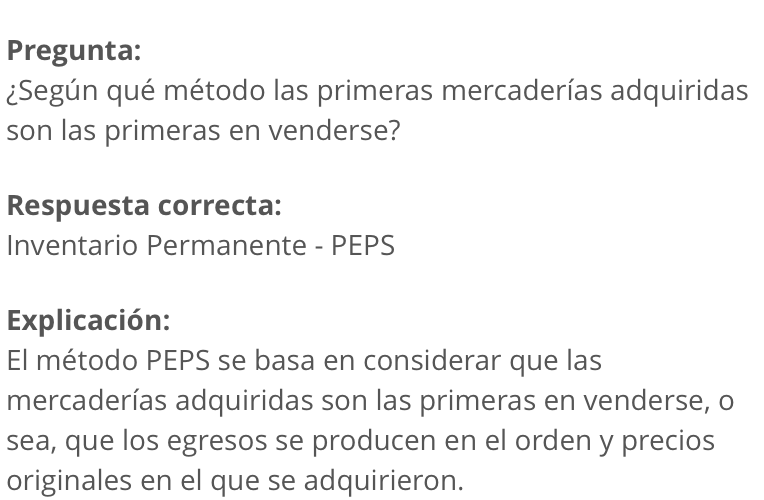 Pregunta:
¿Según qué método las primeras mercaderías adquiridas
son las primeras en venderse?
Respuesta correcta:
Inventario Permanente - PEPS
Explicación:
El método PEPS se basa en considerar que las
mercaderías adquiridas son las primeras en venderse, o
sea, que los egresos se producen en el orden y precios
originales en el que se adquirieron.